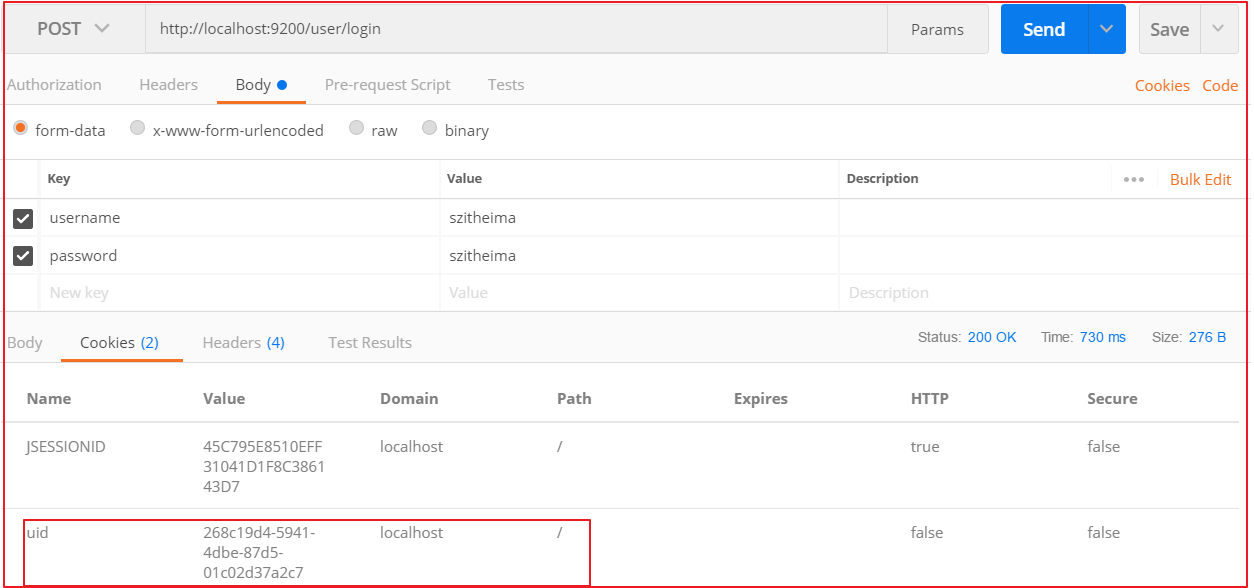 POST http://localhost:9200/user/login Params Send Save
Authorization Headers Body Pre-request Script Tests Cookies Code
form-data x-www-form-urlencoded raw binary
Key Value Description ••• Bulk Edit
username szitheima
password szitheima
New key Value Description
Body Cookies (2) Headers (4) Test Results Status: 200 OK Time: 730 ms Size: 276 B
Name Value Domain Path Expires HTTP Secure
JSESSIONID 45C795E8510EFF localhost / true false
31041D1F8C3861
43D7
uid 268c19d4-5941- localhost / false false
4dbe-87d5-
01c02d37a2c7